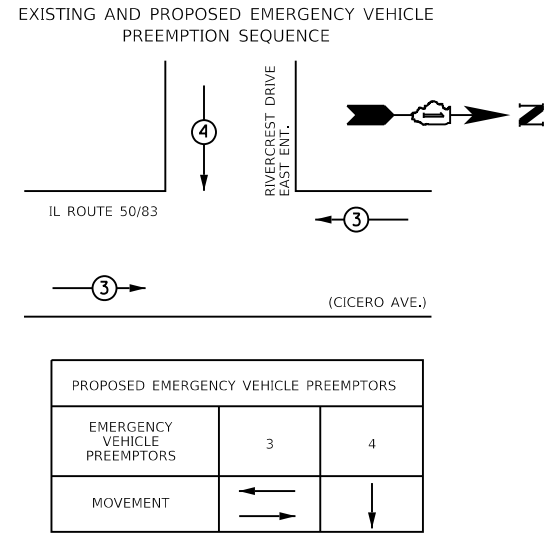 EXISTING AND PROPOSED EMERGENCY VEHICLE
PREEMPTION SEQUENCE
4
RIVERCREST DRIVE
EAST ENT.
N
IL ROUTE 50/83
3
3
(CICERO AVE.)
PROPOSED EMERGENCY VEHICLE PREEMPTORS
EMERGENCY
VEHICLE
PREEMPTORS
3
4
MOVEMENT